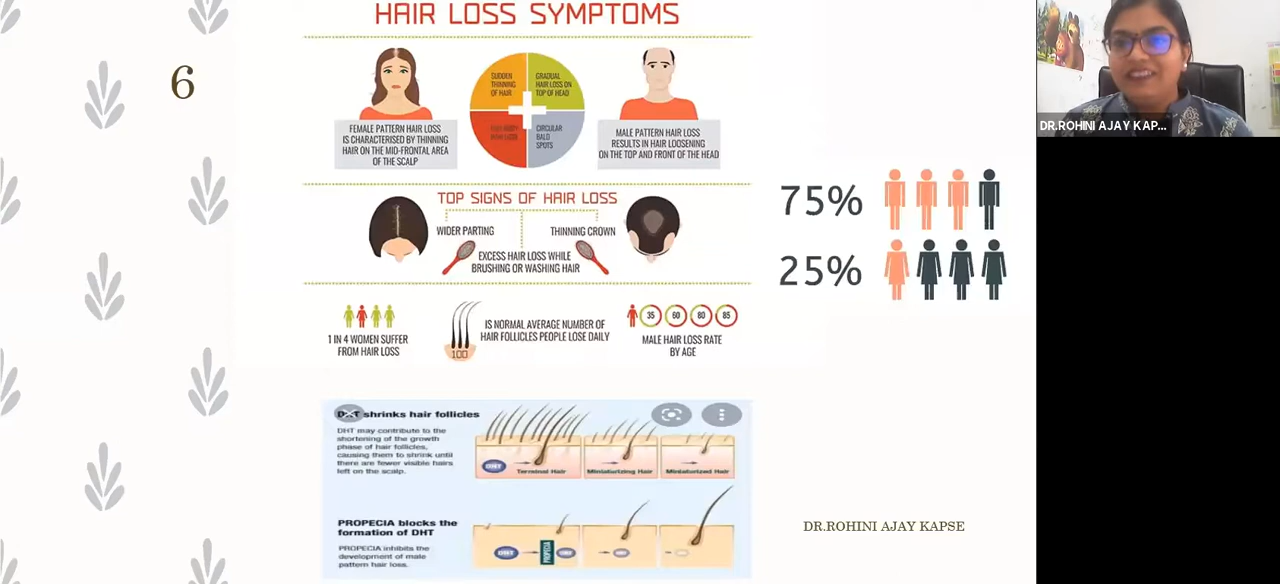 HAIR LOSS SYMPTOMS
6
SUDDEN
THINNING
OF HAIR
GRADUAL
HAIR LOSS ON
TOP OF HEAD
CIRCULAR
BALD
SPOTS
FEMALE PATTERN HAIR LOSS
IS CHARACTERISED BY THINNING
HAIR ON THE MID-FRONTAL AREA
OF THE SCALP
MALE PATTERN HAIR LOSS
RESULTS IN HAIR LOOSENING
ON THE TOP AND FRONT OF THE HEAD
TOP SIGNS OF HAIR LOSS
WIDER PARTING
THINNING CROWN
EXCESS HAIR LOSS WHILE
BRUSHING OR WASHING HAIR
1 IN 4 WOMEN SUFFER
FROM HAIR LOSS
100
IS NORMAL AVERAGE NUMBER OF
HAIR FOLLICLES PEOPLE LOSE DAILY
35 60 80 85
MALE HAIR LOSS RATE
BY AGE
75%
25%
DHT shrinks hair follicles
DHT may contribute to the
shortening of the growth
phase of hair follicles,
causing them to shrink until
there are fewer visible hairs
left on the scalp.
DHT
Terminal Hair
Miniaturizing Hair
Miniaturized Hair
PROPECIA blocks the
formation of DHT
PROPECIA inhibits the
development of male
pattern hair loss.
DHT
PROPECIA
DHT
DHT
DR.ROHINI AJAY KAPSE
DR.ROHINI AJAY KAP...